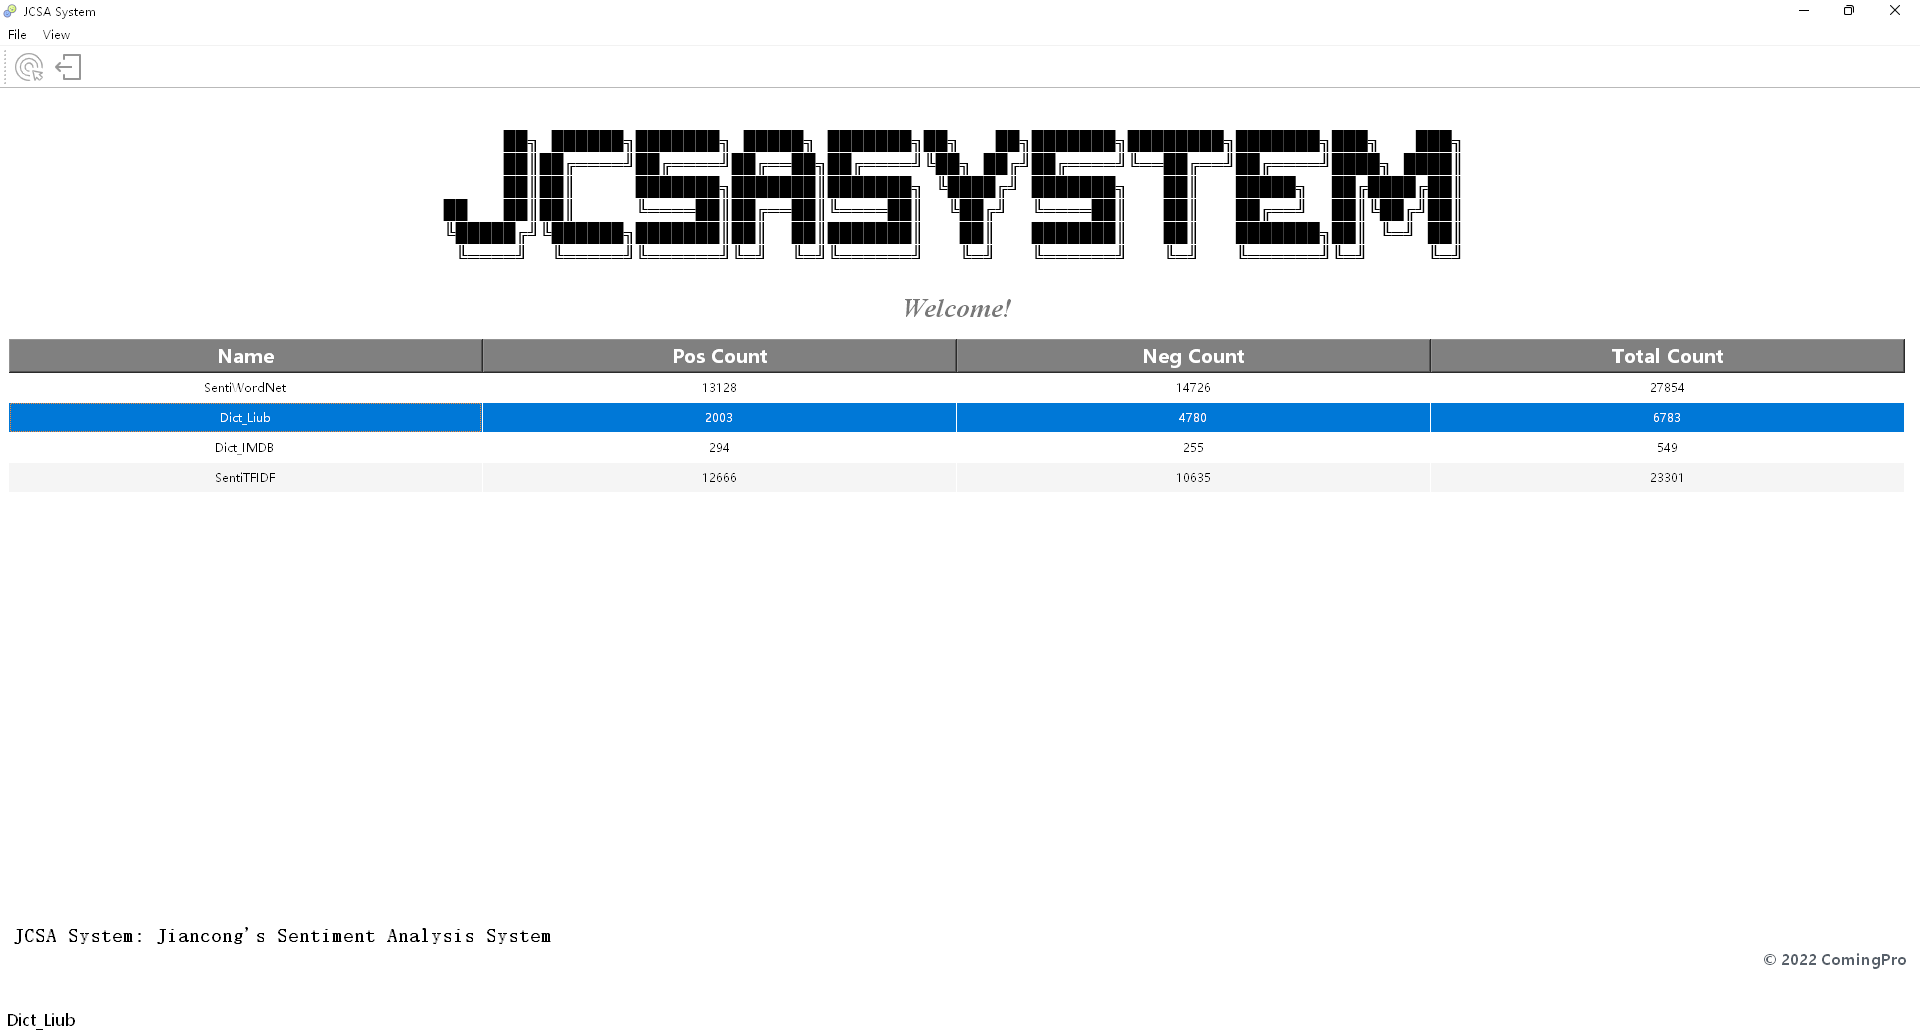 JCSA System
File View
JCSASYSTEM
Welcome!
Name Pos Count Neg Count Total Count
SentiWordNet 13128 14726 27854
Dict_Liub 2003 4780 6783
Dict_IMDB 294 255 549
SentiTFIDF 12666 10635 23301
JCSA System: Jiancong's Sentiment Analysis System
© 2022 ComingPro
Dict_Liub